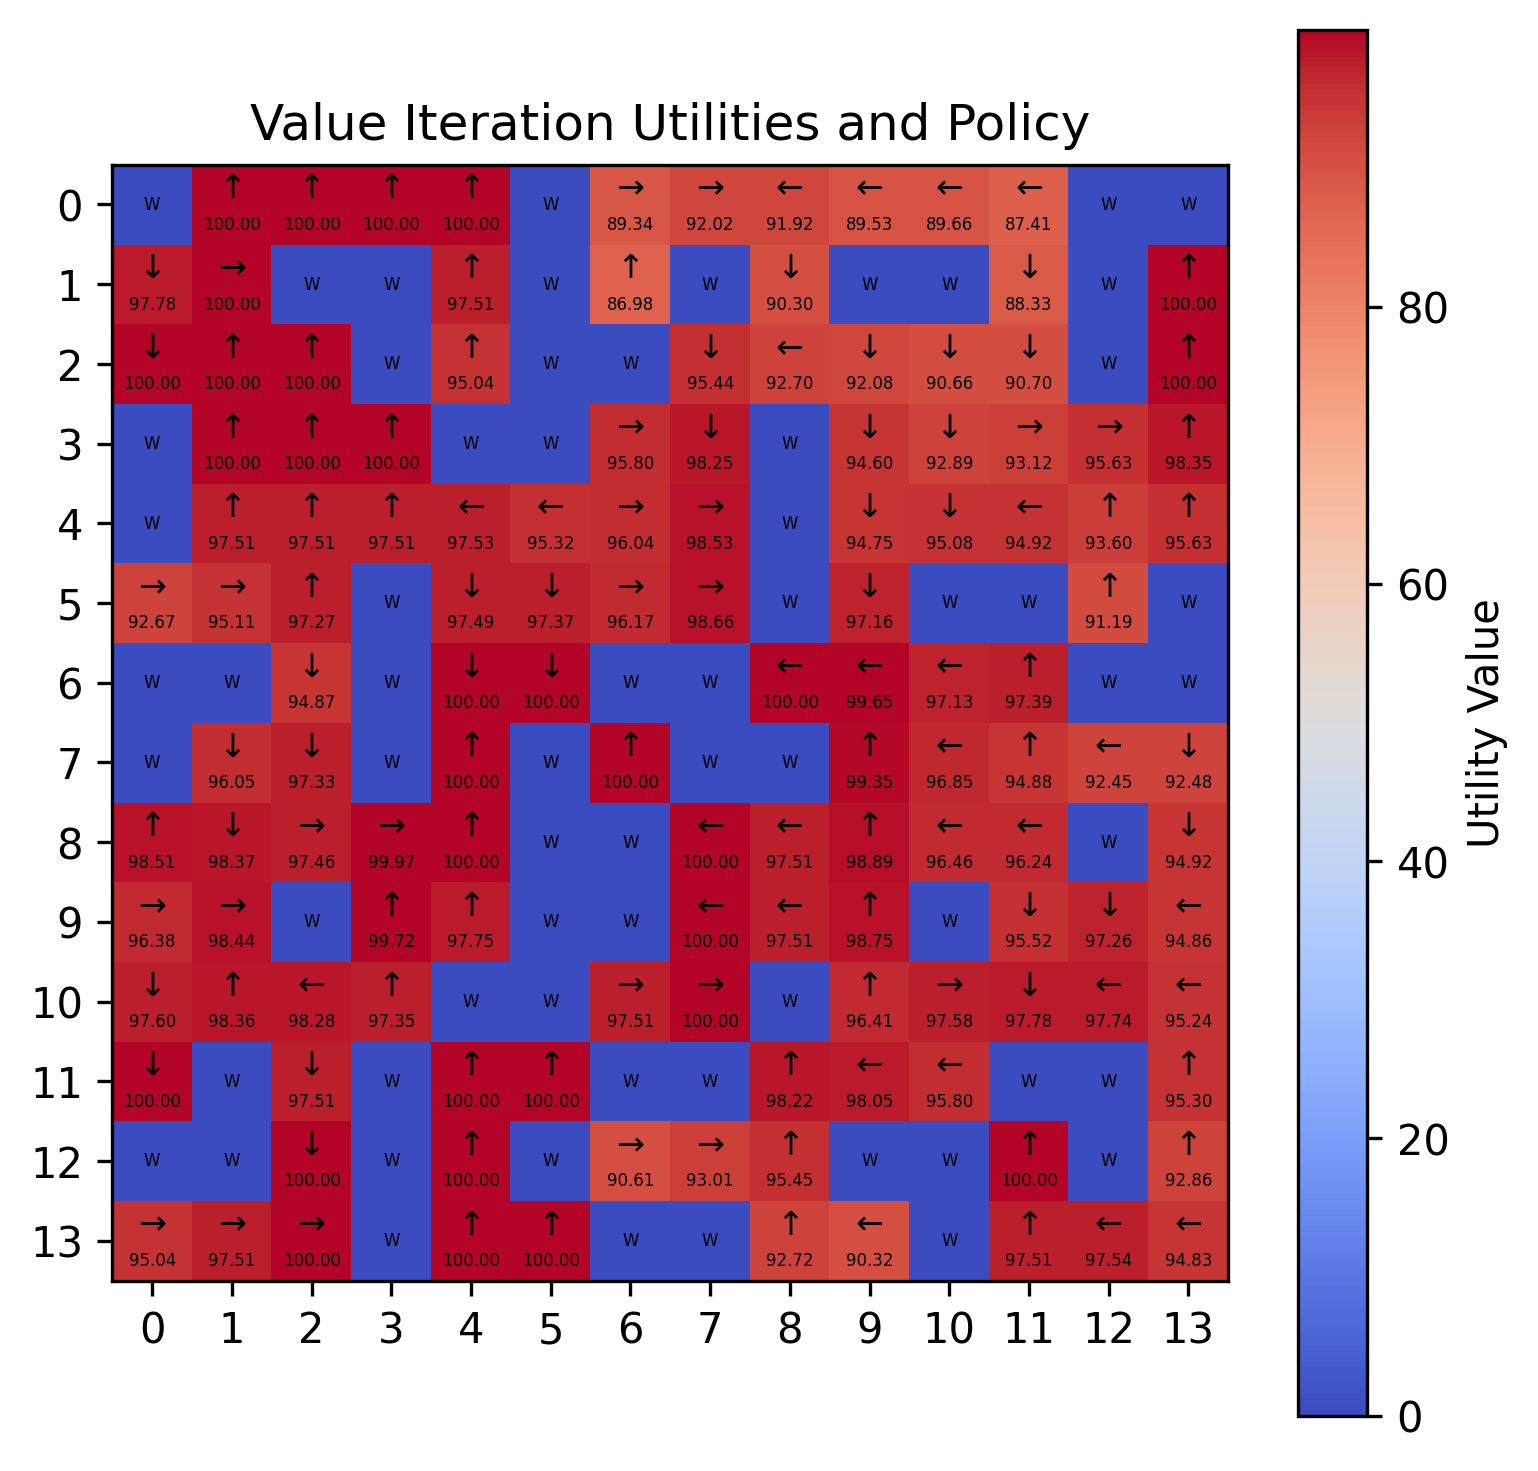 Value Iteration Utilities and Policy
0 W ↑ ↑ ↑ ↑ W → → ← ← ← ← W W
100.00 100.00 100.00 100.00 89.34 92.02 91.92 89.53 89.66 87.41
1 ↓ → W W ↑ W ↑ W ↓ W W ↓ W ↑
97.78 100.00 97.51 86.98 90.30 88.33 100.00
2 ↓ ↑ ↑ W ↑ W W ↓ ← ↓ ↓ ↓ W ↑
100.00 100.00 100.00 95.04 95.44 92.70 92.08 90.66 90.70 100.00
3 W ↑ ↑ ↑ W W → ↓ W ↓ ↓ → → ↑
100.00 100.00 100.00 95.80 98.25 94.60 92.89 93.12 95.63 98.35
4 W ↑ ↑ ↑ ← ← → → W ↓ ↓ ← ↑ ↑
97.51 97.51 97.51 97.53 95.32 96.04 98.53 94.75 95.08 94.92 93.60 95.63
5 → → ↑ W ↓ ↓ → → W ↓ W W ↑ W
92.67 95.11 97.27 97.49 97.37 96.17 98.66 97.16 91.19
6 W W ↓ W ↓ ↓ W W ← ← ← ↑ W W
94.87 100.00 100.00 100.00 99.65 97.13 97.39
7 W ↓ ↓ W ↑ W ↑ W W ↑ ← ↑ ← ↓
96.05 97.33 100.00 100.00 99.35 96.85 94.88 92.45 92.48
8 ↑ ↓ → → ↑ W W ← ← ↑ ← ← W ↓
98.51 98.37 97.46 99.97 100.00 100.00 97.51 98.89 96.46 96.24 94.92
9 → → W ↑ ↑ W W ← ← ↑ W ↓ ↓ ←
96.38 98.44 99.72 97.75 100.00 97.51 98.75 95.52 97.26 94.86
10 ↓ ↑ ← ↑ W W → → W ↑ → ↓ ← ←
97.60 98.36 98.28 97.35 97.51 100.00 96.41 97.58 97.78 97.74 95.24
11 ↓ W ↓ W ↑ ↑ W W ↑ ← ← W W ↑
100.00 97.51 100.00 100.00 98.22 98.05 95.80 95.30
12 W W ↓ W ↑ W → → ↑ W W ↑ W ↑
100.00 100.00 90.61 93.01 95.45 100.00 92.86
13 → → → W ↑ ↑ W W ↑ ← W ↑ ← ←
95.04 97.51 100.00 100.00 100.00 92.72 90.32 97.51 97.54 94.83
0 1 2 3 4 5 6 7 8 9 10 11 12 13
80
60
40
20
0
Utility Value